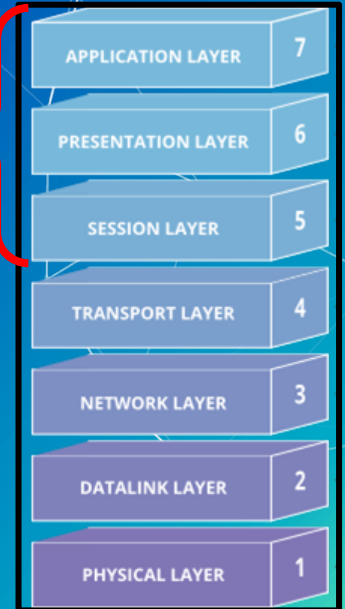 APPLICATION LAYER 7
PRESENTATION LAYER 6
SESSION LAYER 5
TRANSPORT LAYER 4
NETWORK LAYER 3
DATALINK LAYER 2
PHYSICAL LAYER 1